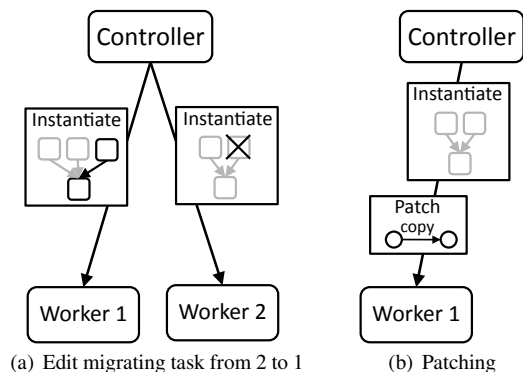 Controller
Instantiate
Instantiate
Worker 1
Worker 2
(a) Edit migrating task from 2 to 1
Controller
Instantiate
Patch
copy
Worker 1
(b) Patching